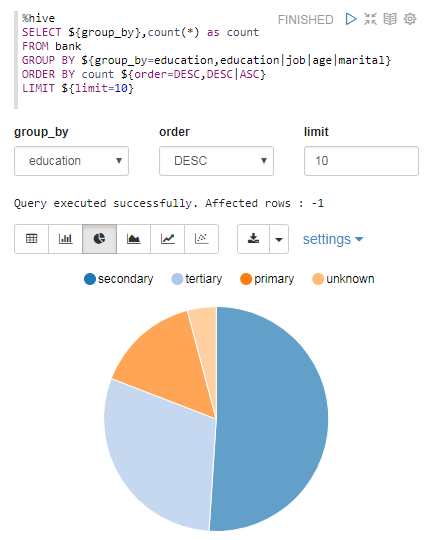 %hive
FINISHED
SELECT ${group_by},count(*) as count
FROM bank
GROUP BY ${group_by=education,education|job|age|marital}
ORDER BY count ${order=DESC,DESC|ASC}
LIMIT ${limit=10}
group_by order limit
education DESC 10
Query executed successfully. Affected rows : -1
settings
secondary tertiary primary unknown